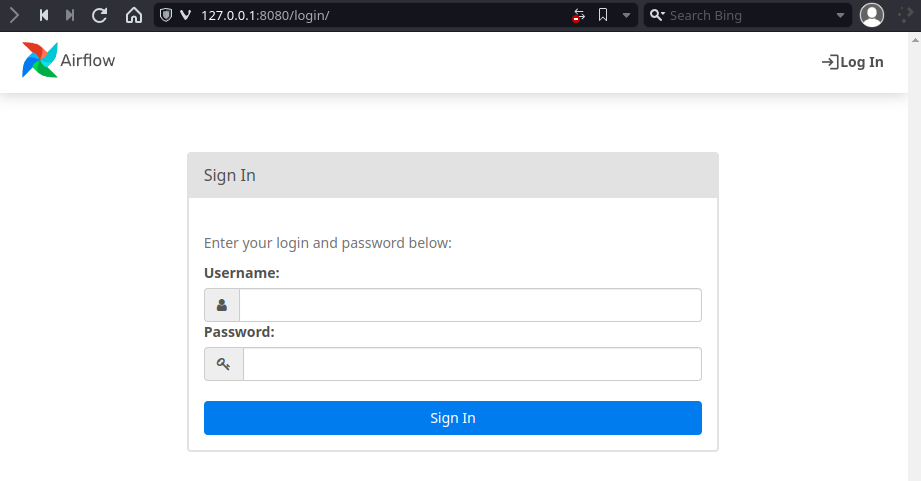 127.0.0.1:8080/login/
Search Bing
Airflow
Log In
Sign In
Enter your login and password below:
Username:
Password:
Sign In